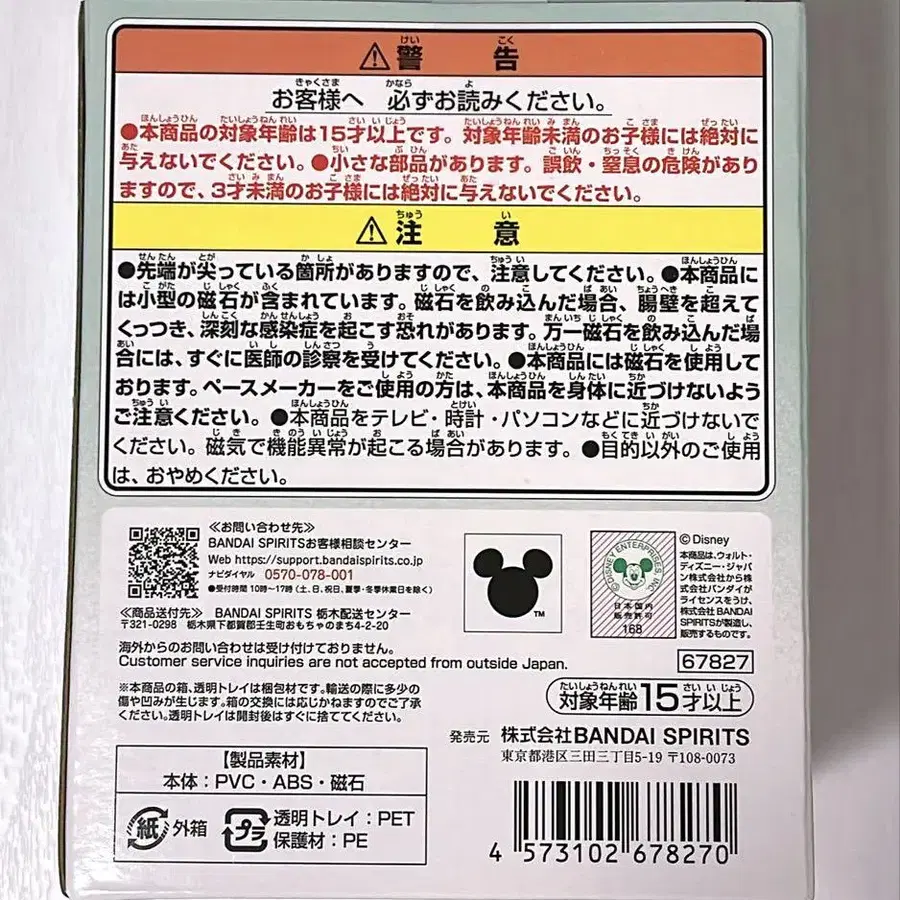 ⚠警告
お客様へ 必ずお読みください。
●本商品の対象年齢は15才以上です。対象年齢未満のお子様には絶対に
与えないでください。●小さな部品があります。誤飲・窒息の危険があり
ますので、3才未満のお子様には絶対に与えないでください。
⚠注意
●先端が尖っている箇所がありますので、注意してください。●本商品に
は小型の磁石が含まれています。磁石を飲み込んだ場合、腸壁を超えて
くっつき、深刻な感染症を起こす恐れがあります。万一磁石を飲み込んだ場
合には、すぐに医師の診察を受けてください。●本商品には磁石を使用して
おります。ペースメーカーをご使用の方は、本商品を身体に近づけないよう
ご注意ください。●本商品をテレビ・時計・パソコンなどに近づけないで
ください。磁気で機能異常が起こる場合があります。●目的以外のご使用
は、おやめください。
≪お問い合わせ先≫
BANDAI SPIRITSお客様相談センター
Web https://support.bandaispirits.co.jp
ナビダイヤル 0570-078-001
●受付時間 10時〜17時(土、日、祝日、夏季・冬季休業日を除く)
≪商品送付先≫ BANDAI SPIRITS 栃木配送センター
〒321-0298 栃木県下都賀郡壬生町おもちゃのまち4-2-20
海外からのお問い合わせは受け付けておりません。
Customer service inquiries are not accepted from outside Japan.
TM
©DISNEY ENTERPRISES INC
日本国内
販売許可
168
©Disney
本商品は、ウォルト・
ディズニー・ジャパ
ン株式会社から株
式会社バンダイが
ライセンスをうけ、
株式会社BANDAI
SPIRITSが製造し、
販売するものです。
67827
※本商品の箱、透明トレイは梱包材です。輸送の際に多少の
傷や凹みが生じます。箱の交換には応じかねますのでご了承
ください。透明トレイは開封後はすぐに捨ててください。
対象年齢15才以上
発売元 株式会社BANDAI SPIRITS
東京都港区三田三丁目5-19 〒108-0073
【製品素材】
本体:PVC・ABS・磁石
紙 外箱
プラ 透明トレイ:PET
保護材:PE
4 573102 678270